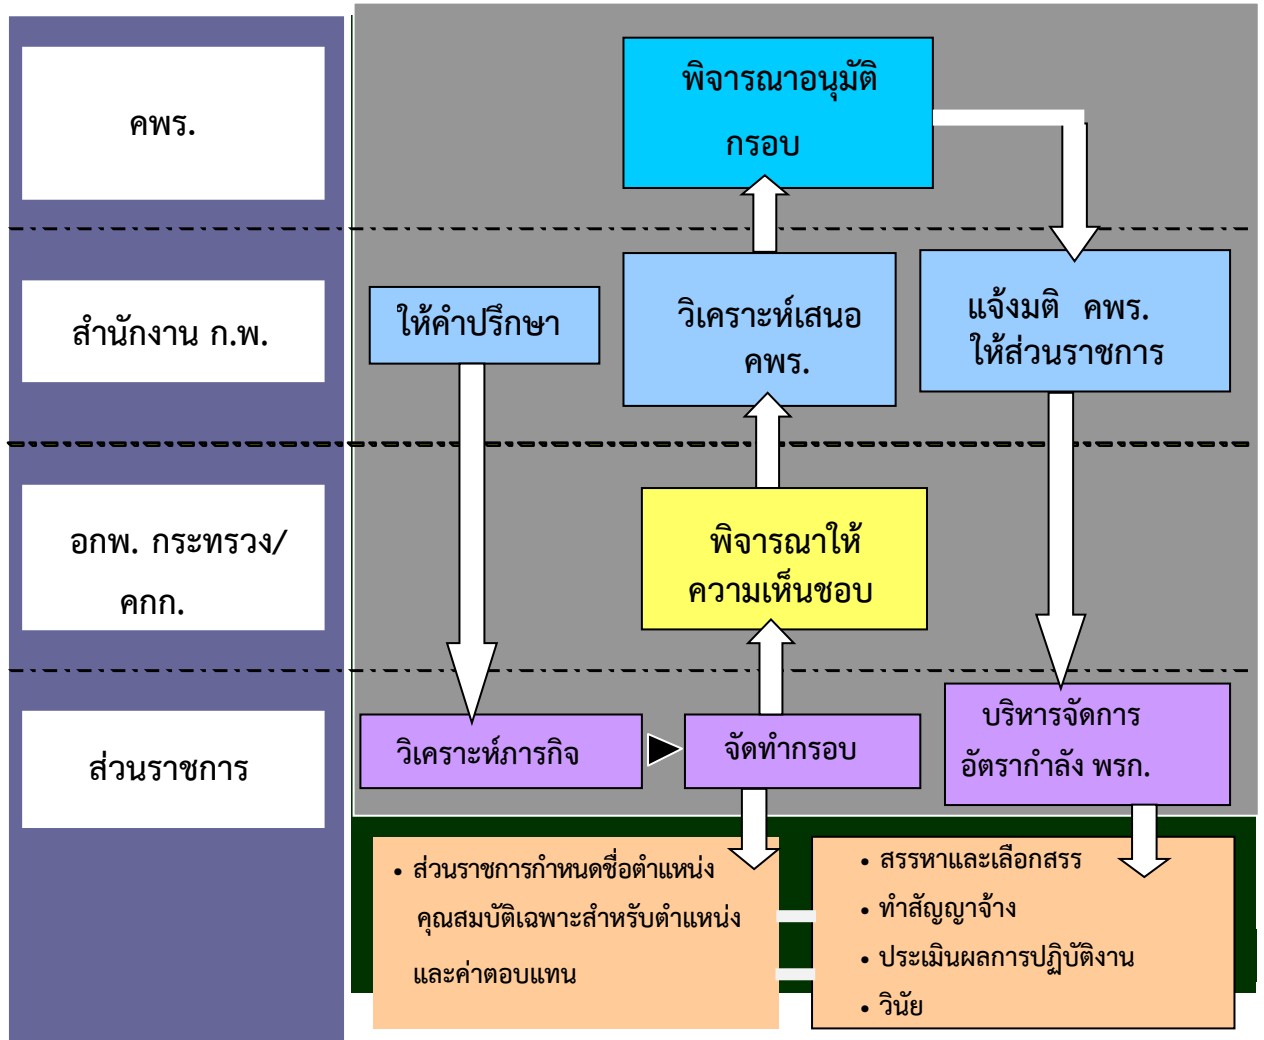 คพร.
พิจารณาอนุมัติ
กรอบ
สำนักงาน ก.พ.
ให้คำปรึกษา
วิเคราะห์เสนอ
คพร.
แจ้งมติ คพร.
ให้ส่วนราชการ
อกพ. กระทรวง/
คกก.
พิจารณาให้
ความเห็นชอบ
ส่วนราชการ
วิเคราะห์ภารกิจ
จัดทำกรอบ
บริหารจัดการ
อัตรากำลัง พรก.
• ส่วนราชการกำหนดชื่อตำแหน่ง
คุณสมบัติเฉพาะสำหรับตำแหน่ง
และค่าตอบแทน
• สรรหาและเลือกสรร
• ทำสัญญาจ้าง
• ประเมินผลการปฏิบัติงาน
• วินัย